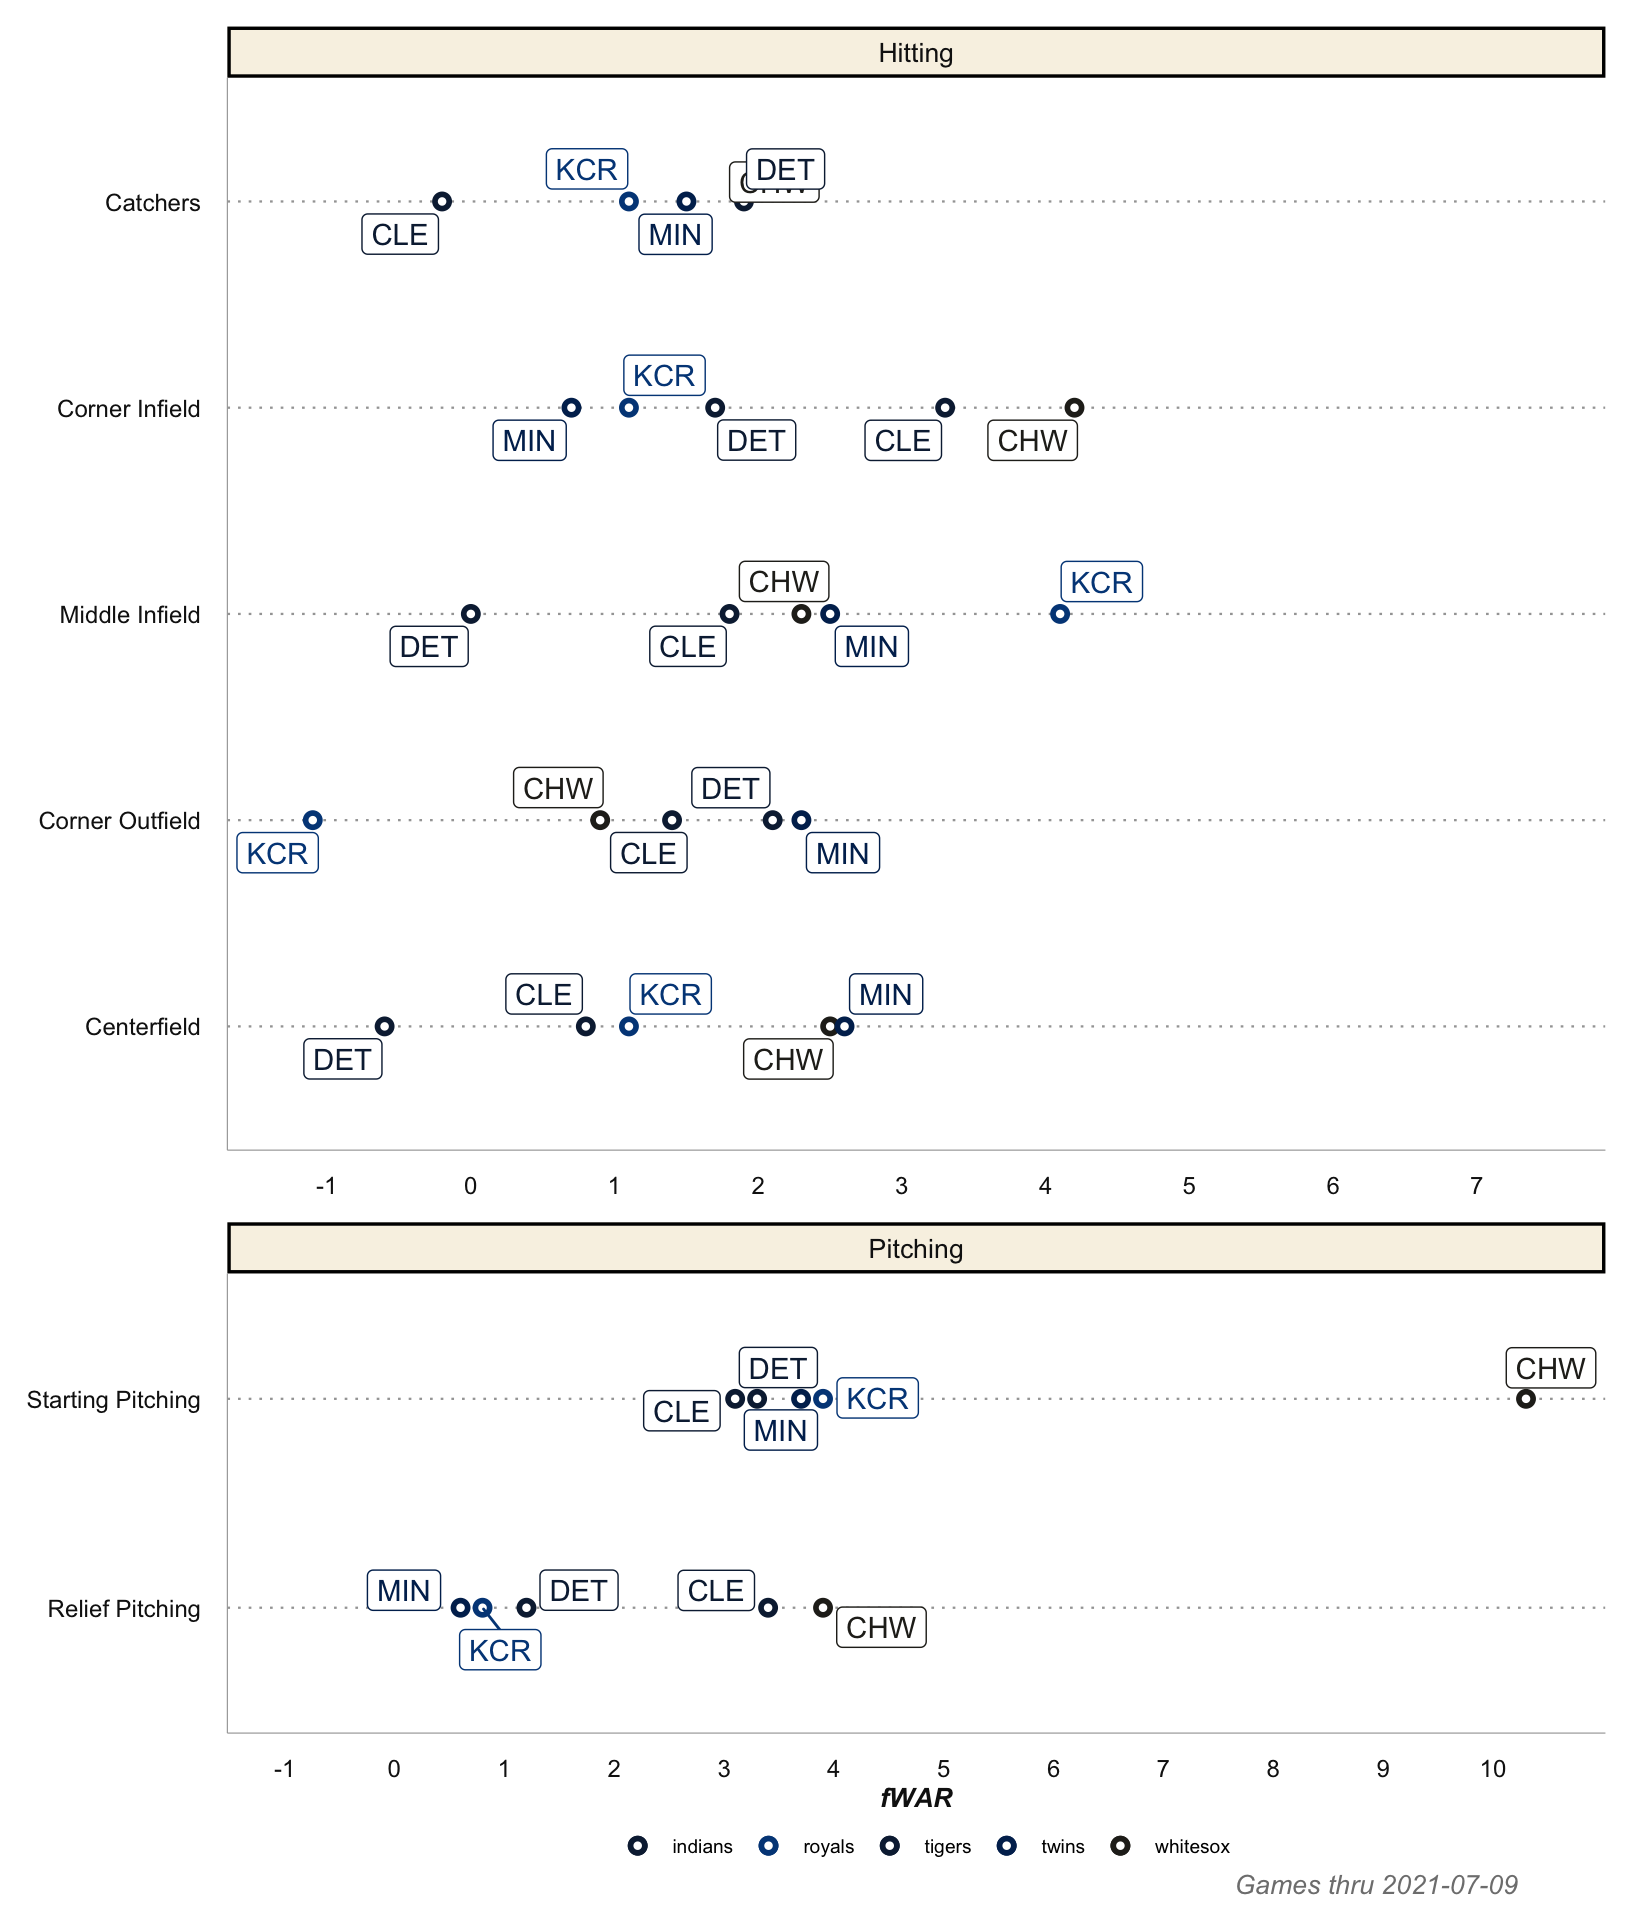 Hitting
KCR
DET
Catchers
CLE
MIN
KCR
Corner Infield
MIN
DET
CLE
CHW
CHW
KCR
Middle Infield
DET
CLE
MIN
CHW
DET
Corner Outfield
KCR
CLE
MIN
CLE
KCR
MIN
Centerfield
DET
CHW
-1 0 1 2 3 4 5 6 7
Pitching
DET
CHW
Starting Pitching
CLE
KCR
MIN
MIN
DET
CLE
Relief Pitching
CHW
KCR
-1 0 1 2 3 4 5 6 7 8 9 10
fWAR
indians royals tigers twins whitesox
Games thru 2021-07-09